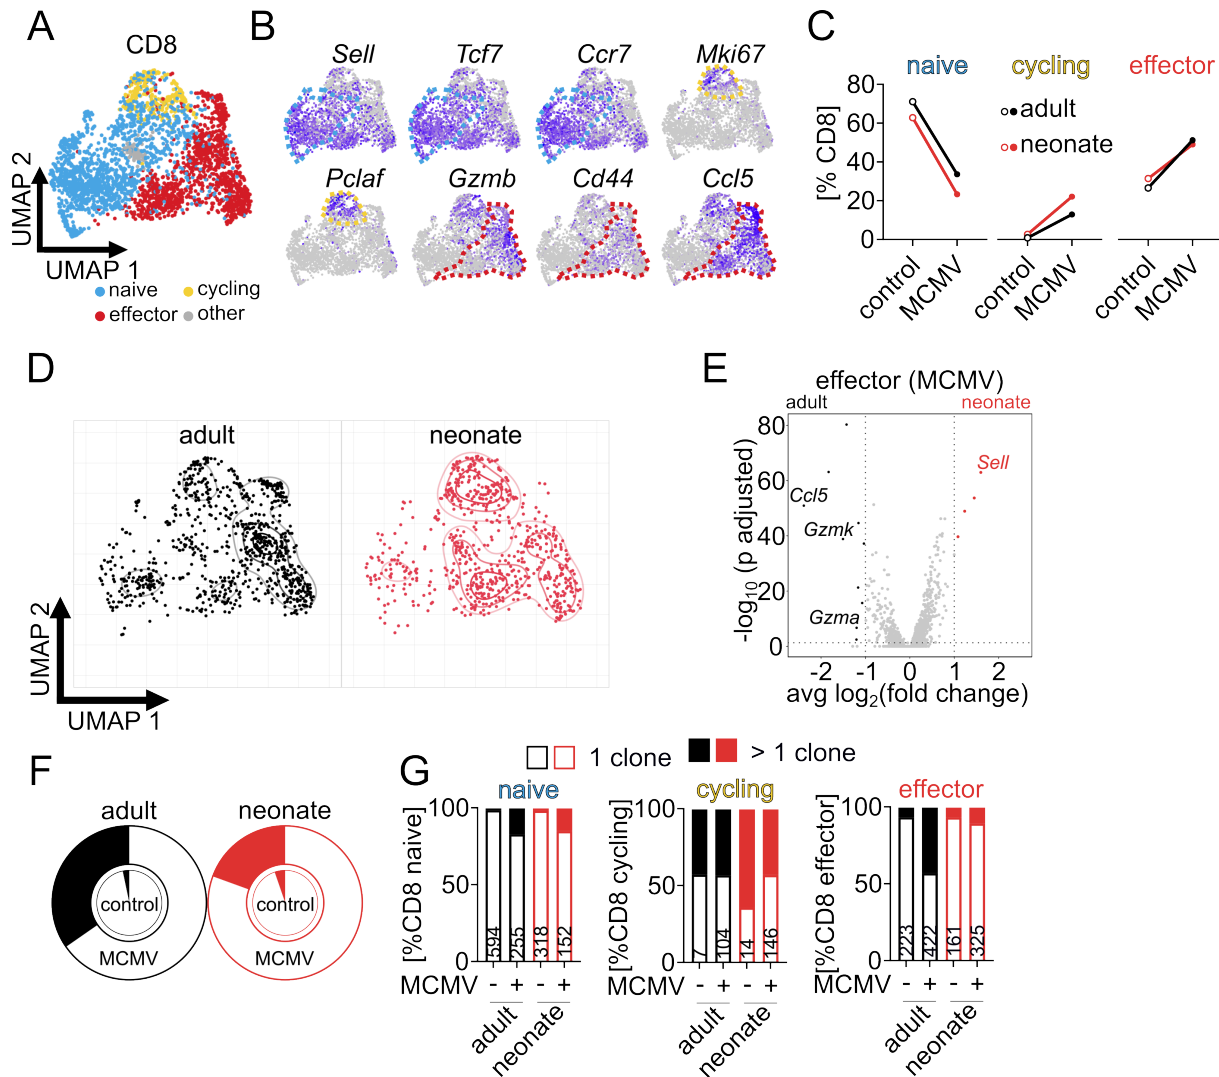 A
CD8
UMAP 2
UMAP 1
naive
cycling
effector
other
B
Sell
Tcf7
Ccr7
Mki67
Pclaf
Gzmb
Cd44
Ccl5
C
naive
cycling
effector
adult
neonate
[% CD8]
80
60
40
20
0
control
MCMV
control
MCMV
control
MCMV
D
adult
neonate
UMAP 2
UMAP 1
E
effector (MCMV)
adult
neonate
-log10 (p adjusted)
80
60
40
20
0
Sell
Ccl5
Gzmk
Gzma
-2 -1 0 1 2
avg log2(fold change)
F
adult
neonate
control
MCMV
control
MCMV
G
1 clone
> 1 clone
naive
[%CD8 naive]
100
50
0
594 255 318 152
MCMV - + - +
adult
neonate
cycling
[%CD8 cycling]
100
50
0
7 104 14 146
MCMV - + - +
adult
neonate
effector
[%CD8 effector]
100
50
0
223 422 161 325
MCMV - + - +
adult
neonate